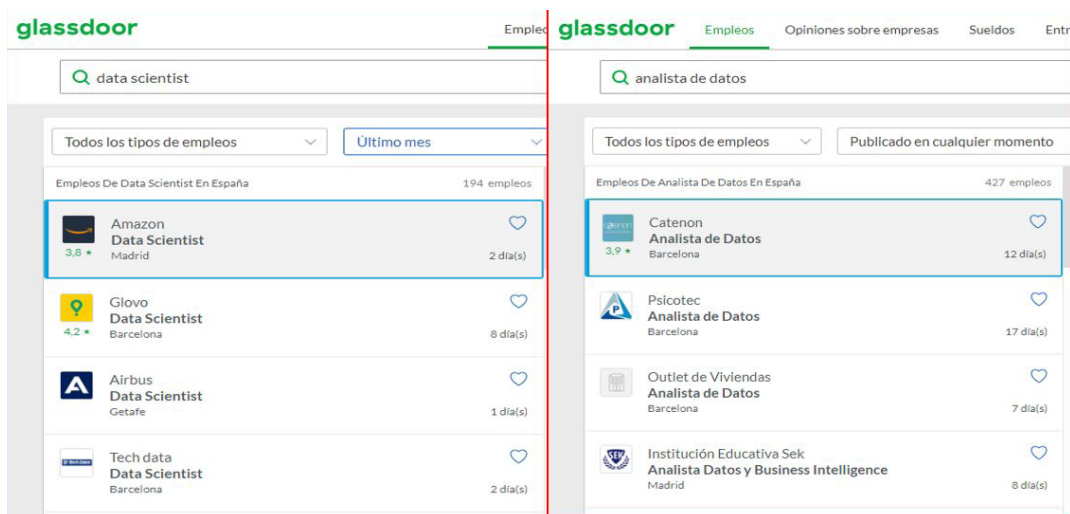 glassdoor
Empleo
data scientist
Todos los tipos de empleos
Último mes
Empleos De Data Scientist En España
194 empleos
Amazon
Data Scientist
3,8 ★
Madrid
2 día(s)
Glovo
Data Scientist
4,2 ★
Barcelona
8 día(s)
Airbus
Data Scientist
Getafe
1 día(s)
Tech data
Data Scientist
Barcelona
2 día(s)
glassdoor
Empleos
Opiniones sobre empresas
Sueldos
Entr
analista de datos
Todos los tipos de empleos
Publicado en cualquier momento
Empleos De Analista De Datos En España
427 empleos
Catenon
Analista de Datos
3,9 ★
Barcelona
12 día(s)
Psicotec
Analista de Datos
Barcelona
17 día(s)
Outlet de Viviendas
Analista de Datos
Barcelona
7 día(s)
SEK
Institución Educativa Sek
Analista Datos y Business Intelligence
Madrid
8 día(s)